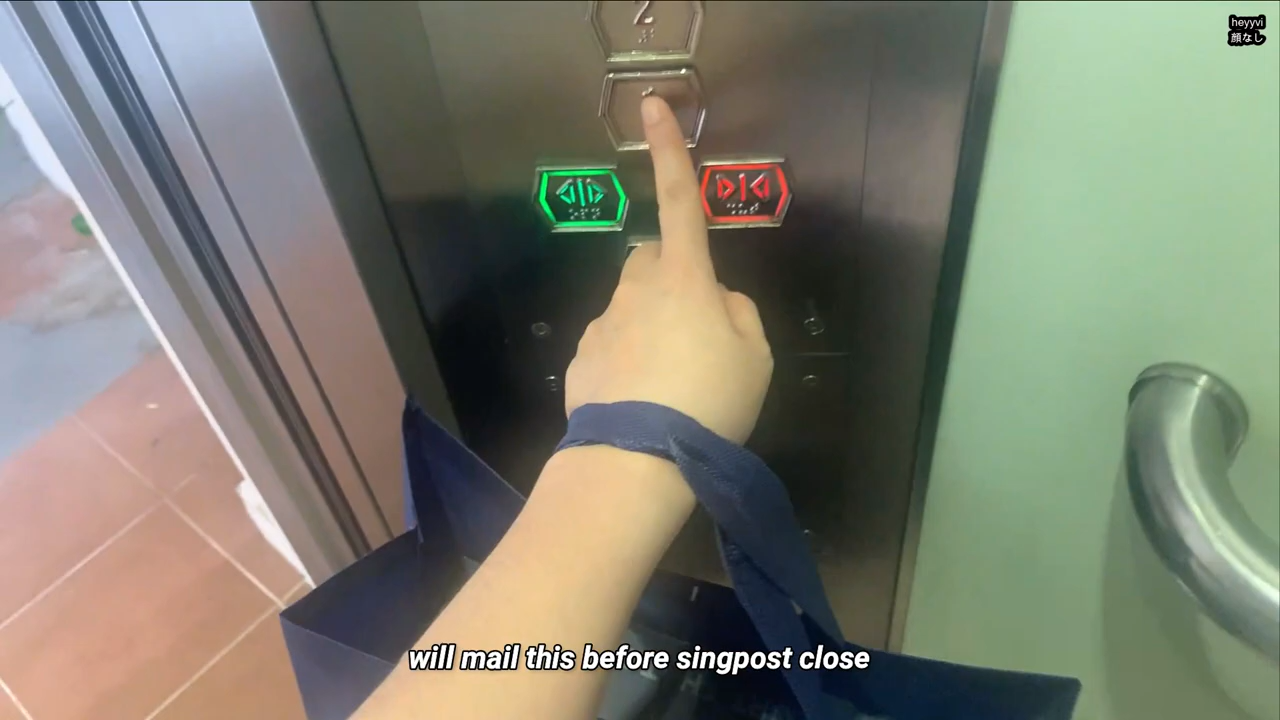 heyyvi
顔なし
2
will mail this before singpost close